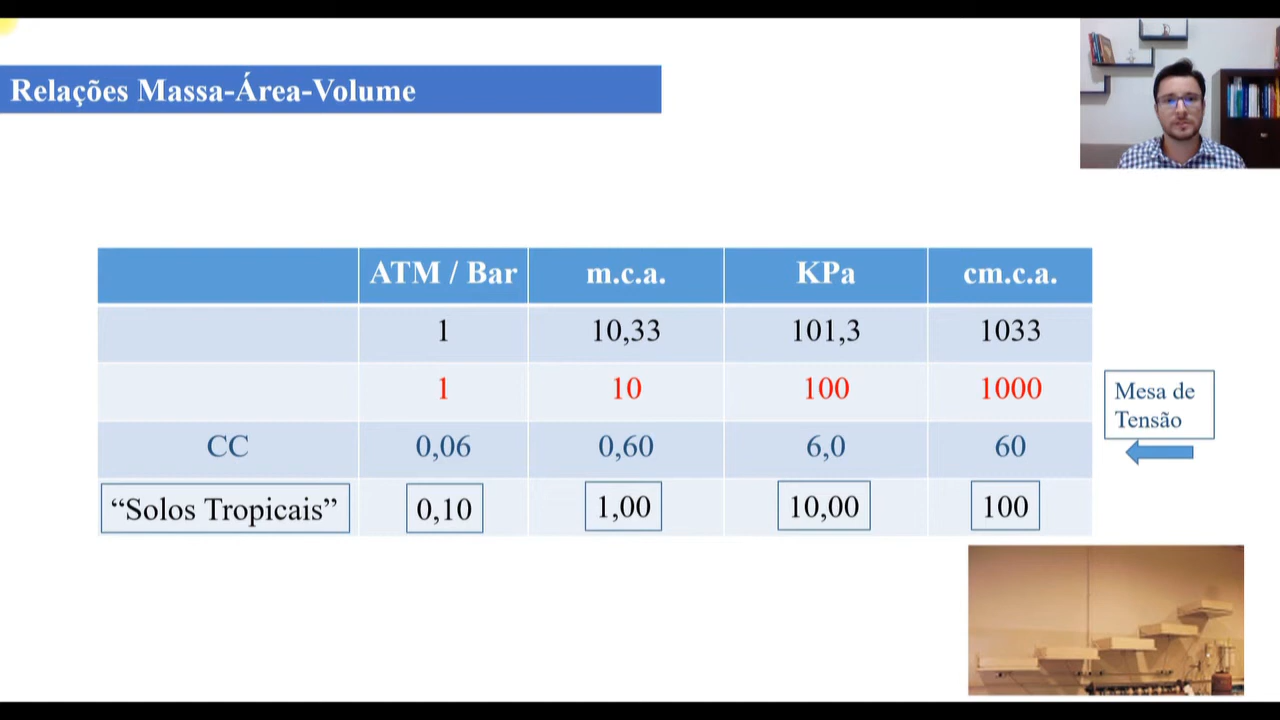 Relações Massa-Área-Volume
ATM / Bar m.c.a. KPa cm.c.a.
1 10,33 101,3 1033
1 10 100 1000
Mesa de
Tensão
CC 0,06 0,60 6,0 60
“Solos Tropicais” 0,10 1,00 10,00 100